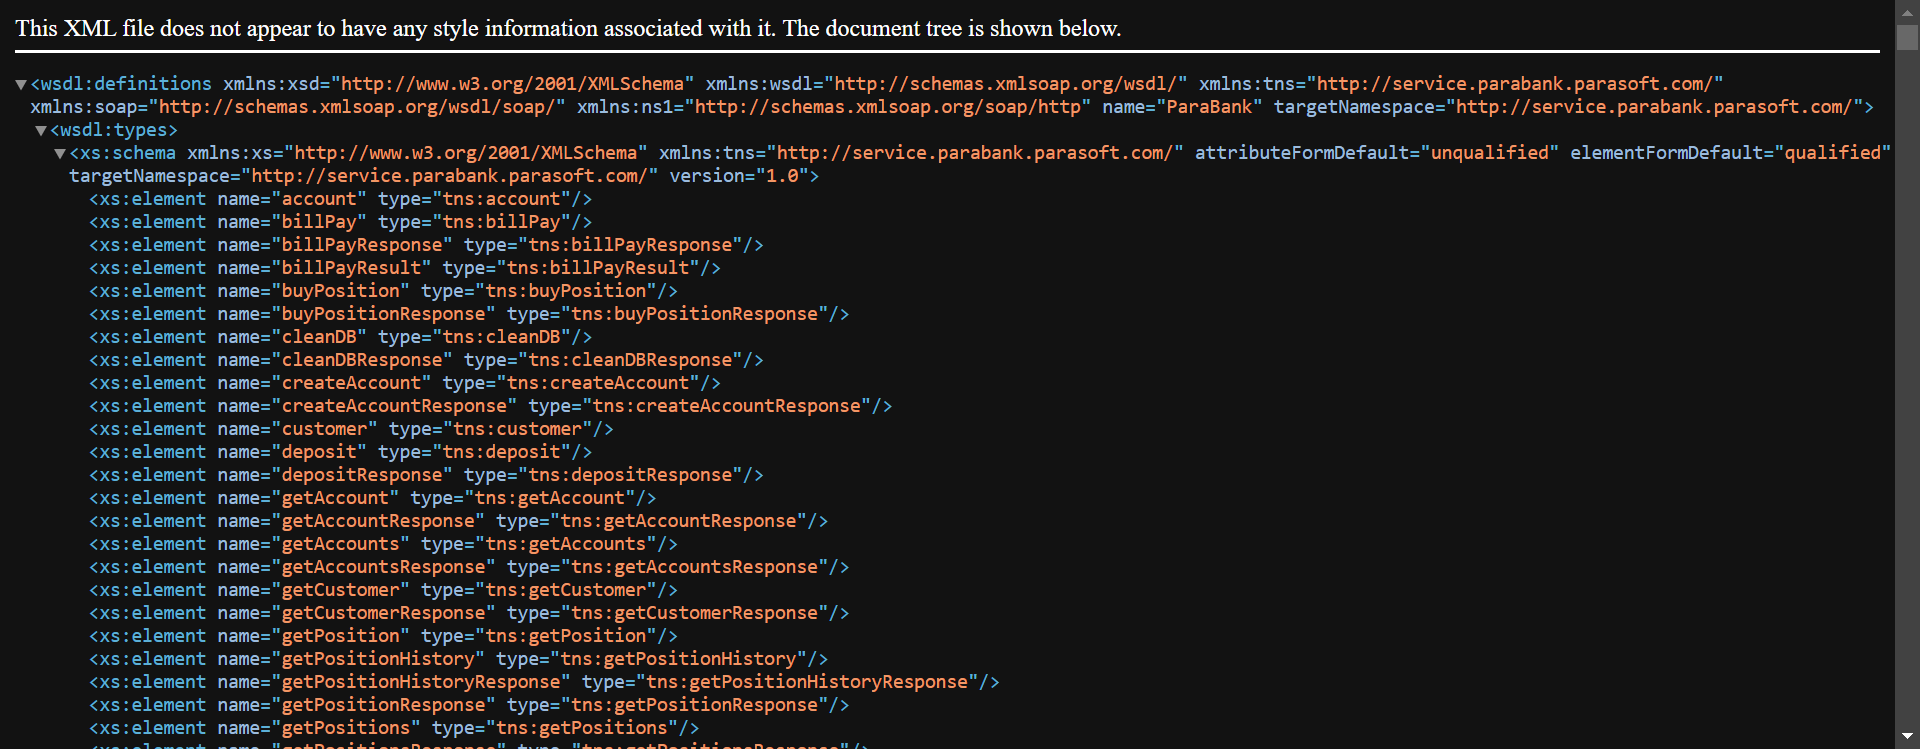 This XML file does not appear to have any style information associated with it. The document tree is shown below.
▼<wsdl:definitions xmlns:xsd="http://www.w3.org/2001/XMLSchema" xmlns:wsdl="http://schemas.xmlsoap.org/wsdl/" xmlns:tns="http://service.parabank.parasoft.com/"
xmlns:soap="http://schemas.xmlsoap.org/wsdl/soap/" xmlns:ns1="http://schemas.xmlsoap.org/soap/http" name="ParaBank" targetNamespace="http://service.parabank.parasoft.com/">
▼<wsdl:types>
▼<xs:schema xmlns:xs="http://www.w3.org/2001/XMLSchema" xmlns:tns="http://service.parabank.parasoft.com/" attributeFormDefault="unqualified" elementFormDefault="qualified"
targetNamespace="http://service.parabank.parasoft.com/" version="1.0">
<xs:element name="account" type="tns:account"/>
<xs:element name="billPay" type="tns:billPay"/>
<xs:element name="billPayResponse" type="tns:billPayResponse"/>
<xs:element name="billPayResult" type="tns:billPayResult"/>
<xs:element name="buyPosition" type="tns:buyPosition"/>
<xs:element name="buyPositionResponse" type="tns:buyPositionResponse"/>
<xs:element name="cleanDB" type="tns:cleanDB"/>
<xs:element name="cleanDBResponse" type="tns:cleanDBResponse"/>
<xs:element name="createAccount" type="tns:createAccount"/>
<xs:element name="createAccountResponse" type="tns:createAccountResponse"/>
<xs:element name="customer" type="tns:customer"/>
<xs:element name="deposit" type="tns:deposit"/>
<xs:element name="depositResponse" type="tns:depositResponse"/>
<xs:element name="getAccount" type="tns:getAccount"/>
<xs:element name="getAccountResponse" type="tns:getAccountResponse"/>
<xs:element name="getAccounts" type="tns:getAccounts"/>
<xs:element name="getAccountsResponse" type="tns:getAccountsResponse"/>
<xs:element name="getCustomer" type="tns:getCustomer"/>
<xs:element name="getCustomerResponse" type="tns:getCustomerResponse"/>
<xs:element name="getPosition" type="tns:getPosition"/>
<xs:element name="getPositionHistory" type="tns:getPositionHistory"/>
<xs:element name="getPositionHistoryResponse" type="tns:getPositionHistoryResponse"/>
<xs:element name="getPositionResponse" type="tns:getPositionResponse"/>
<xs:element name="getPositions" type="tns:getPositions"/>
<xs:element name="getPositionsResponse" type="tns:getPositionsResponse"/>